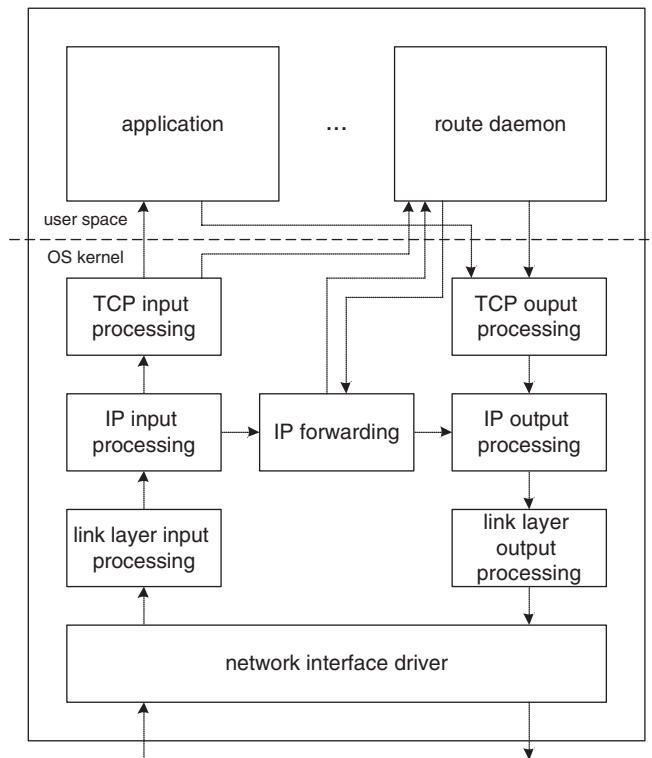 application
...
route daemon
user space
OS kernel
TCP input
processing
TCP ouput
processing
IP input
processing
IP forwarding
IP output
processing
link layer input
processing
link layer
output
processing
network interface driver